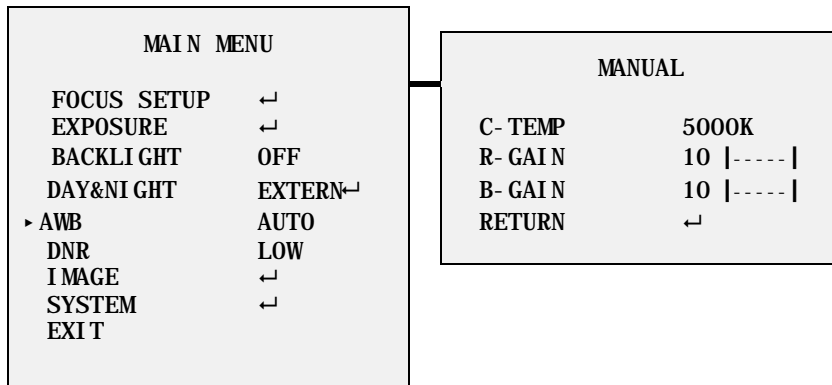 MAIN MENU
FOCUS SETUP ↵
EXPOSURE ↵
BACKLIGHT OFF
DAY&NIGHT EXTERN↵
▸ AWB AUTO
DNR LOW
IMAGE ↵
SYSTEM ↵
EXIT
MANUAL
C-TEMP 5000K
R-GAIN 10 |-----|
B-GAIN 10 |-----|
RETURN ↵